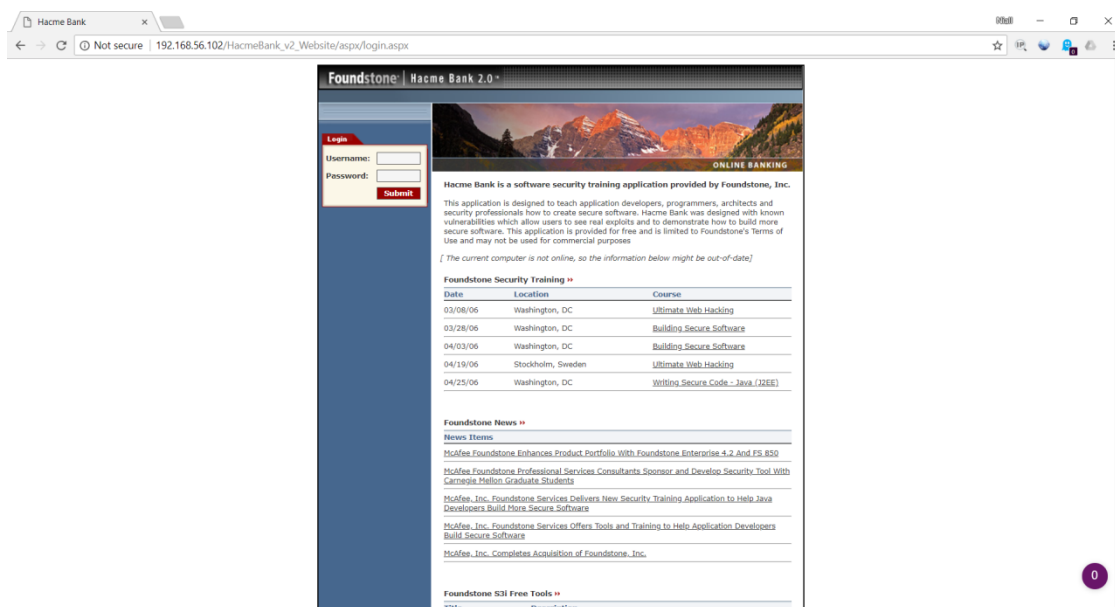 Hacme Bank
Niall
Not secure | 192.168.56.102/HacmeBank_v2_Website/aspx/login.aspx
Foundstone | Hacme Bank 2.0™
Login
Username:
Password:
Submit
ONLINE BANKING
Hacme Bank is a software security training application provided by Foundstone, Inc.
This application is designed to teach application developers, programmers, architects and
security professionals how to create secure software. Hacme Bank was designed with known
vulnerabilities which allow users to see real exploits and to demonstrate how to build more
secure software. This application is provided for free and is limited to Foundstone's Terms of
Use and may not be used for commercial purposes
[ The current computer is not online, so the information below might be out-of-date]
Foundstone Security Training »
Date Location Course
03/08/06 Washington, DC Ultimate Web Hacking
03/28/06 Washington, DC Building Secure Software
04/03/06 Washington, DC Building Secure Software
04/19/06 Stockholm, Sweden Ultimate Web Hacking
04/25/06 Washington, DC Writing Secure Code - Java (J2EE)
Foundstone News »
News Items
McAfee Foundstone Enhances Product Portfolio With Foundstone Enterprise 4.2 And FS 850
McAfee Foundstone Professional Services Consultants Sponsor and Develop Security Tool With
Carnegie Mellon Graduate Students
McAfee, Inc. Foundstone Services Delivers New Security Training Application to Help Java
Developers Build More Secure Software
McAfee, Inc. Foundstone Services Offers Tools and Training to Help Application Developers
Build Secure Software
McAfee, Inc. Completes Acquisition of Foundstone, Inc.
0
Foundstone S3i Free Tools »
Title Description